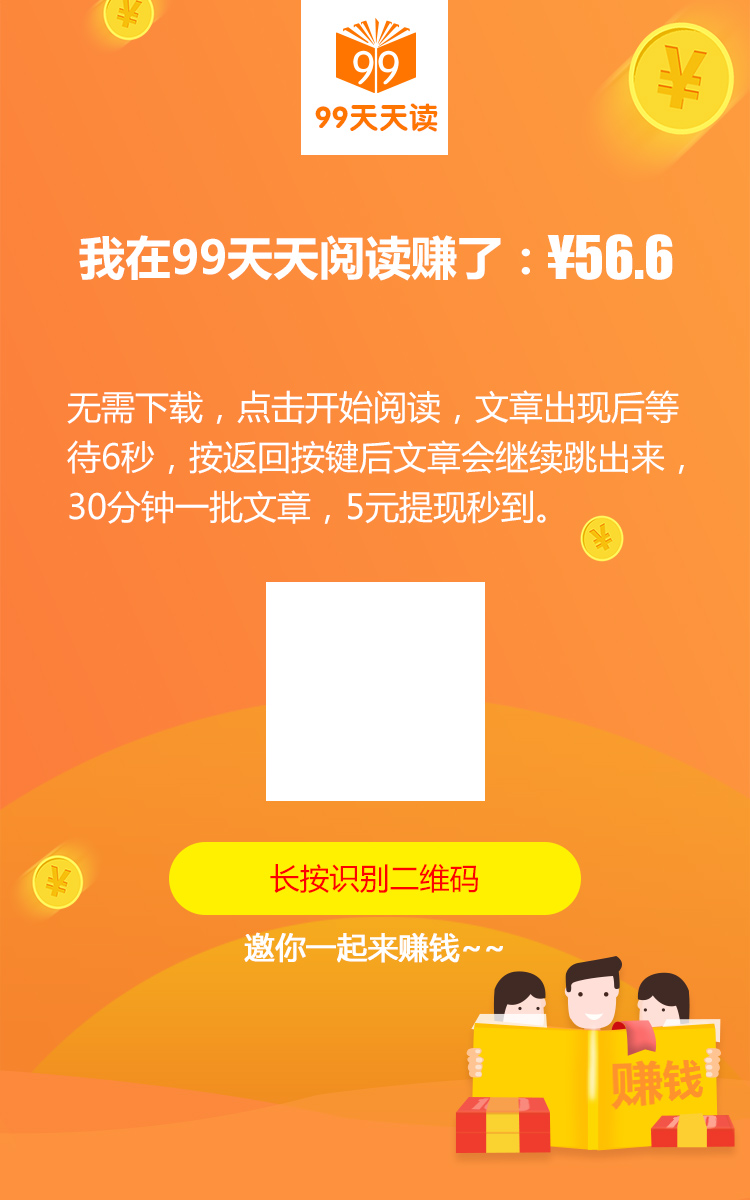 99
99天天读
我在99天天阅读赚了：¥56.6
无需下载，点击开始阅读，文章出现后等
待6秒，按返回按键后文章会继续跳出来，
30分钟一批文章，5元提现秒到。
长按识别二维码
邀你一起来赚钱~~
赚钱